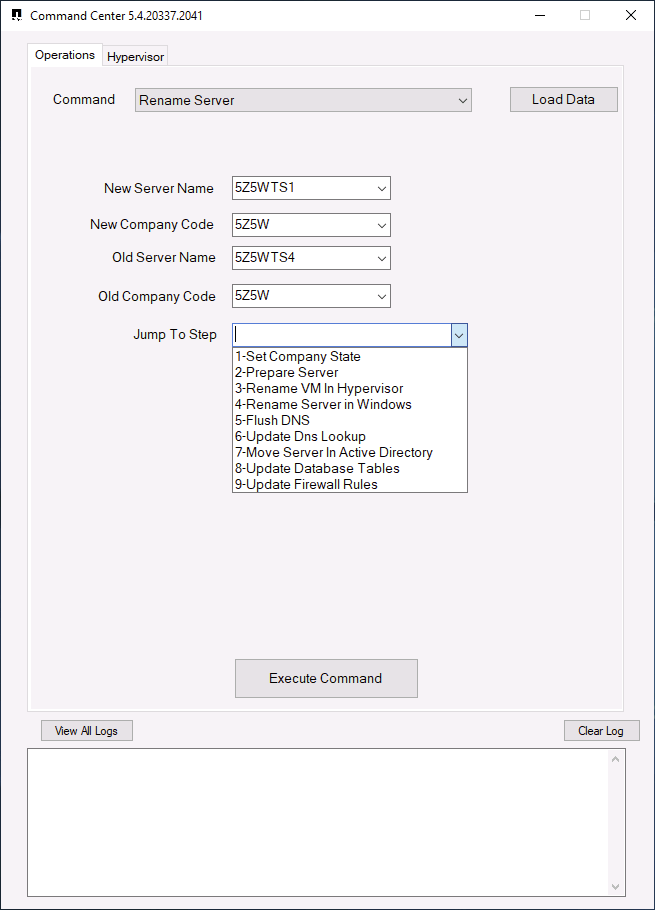 Command Center 5.4.20337.2041
Operations Hypervisor
Command Rename Server Load Data
New Server Name 5Z5WTS1
New Company Code 5Z5W
Old Server Name 5Z5WTS4
Old Company Code 5Z5W
Jump To Step
1-Set Company State
2-Prepare Server
3-Rename VM In Hypervisor
4-Rename Server in Windows
5-Flush DNS
6-Update Dns Lookup
7-Move Server In Active Directory
8-Update Database Tables
9-Update Firewall Rules
Execute Command
View All Logs Clear Log